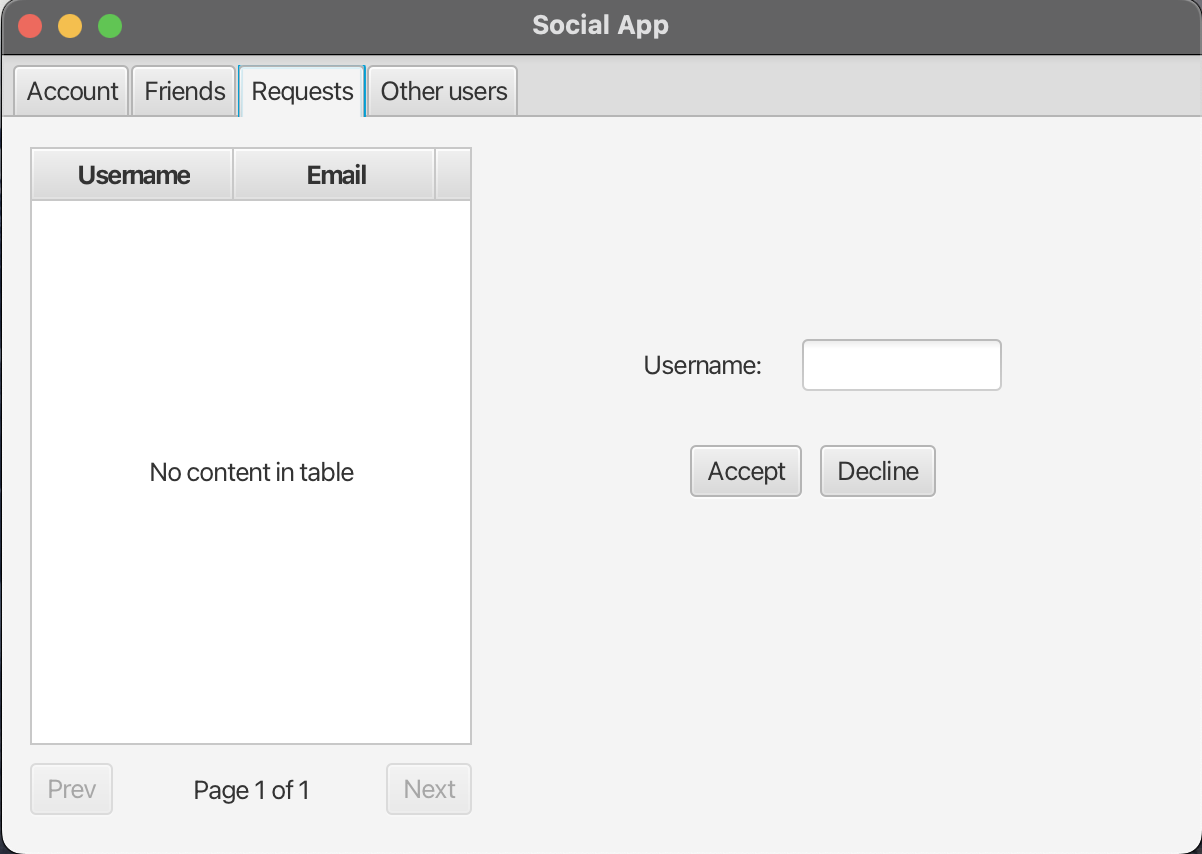 Social App
Account Friends Requests Other users
Username Email
No content in table
Username:
Accept Decline
Prev Page 1 of 1 Next